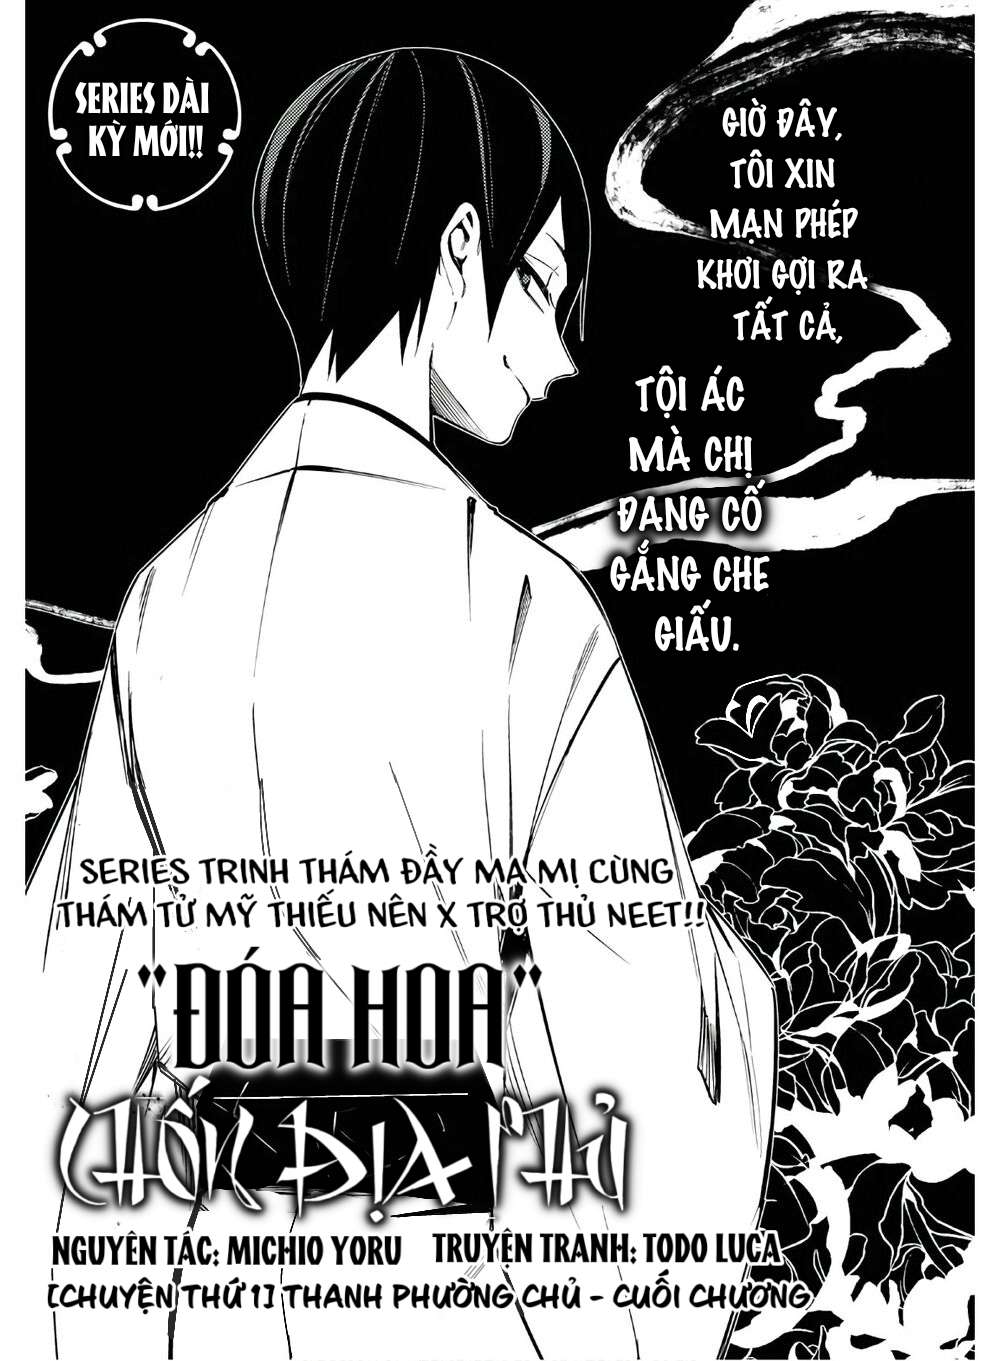 SERIES DÀI
KỲ MỚI!!
GIỜ ĐÂY,
TÔI XIN
MẠN PHÉP
KHƠI GỢI RA
TẤT CẢ,
TỘI ÁC
MÀ CHỊ
ĐANG CỐ
GẮNG CHE
GIẤU.
SERIES TRINH THÁM ĐẦY MA MỊ CÙNG
THÁM TỬ MỸ THIẾU NÊN X TRỢ THỦ NEET!!
"ĐÓA HOA"
CHỐN ĐỊA PHỦ
NGUYÊN TÁC: MICHIO YORU TRUYỆN TRANH: TODO LUCA
[CHUYỆN THỨ 1] THANH PHƯỜNG CHỦ - CUỐI CHƯƠNG